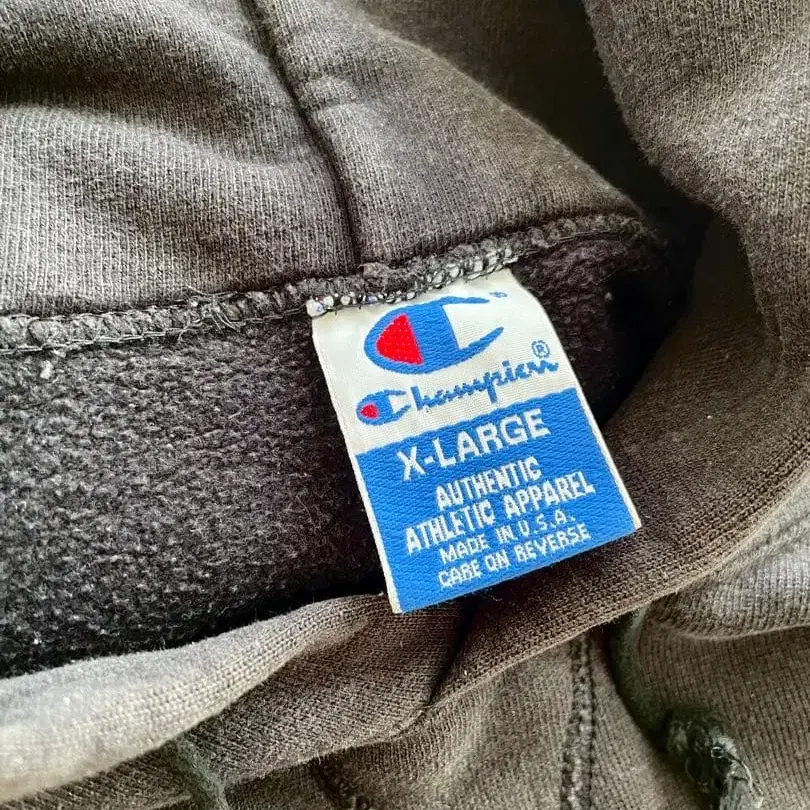 Champion®
X-LARGE
AUTHENTIC
ATHLETIC APPAREL
MADE IN U.S.A.
CARE ON REVERSE